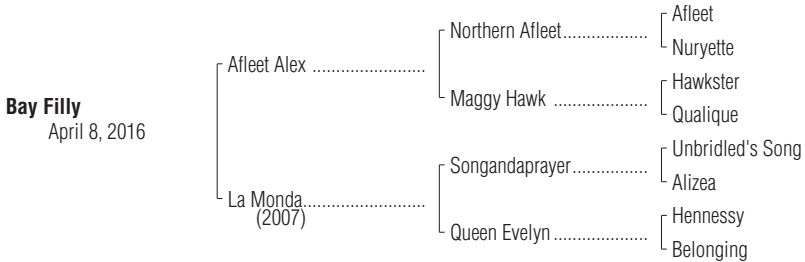 Afleet
Northern Afleet
Nuryette
Afleet Alex
Hawkster
Maggy Hawk
Qualique
Bay Filly
April 8, 2016
Unbridled's Song
Songandaprayer
Alizea
La Monda
(2007)
Hennessy
Queen Evelyn
Belonging